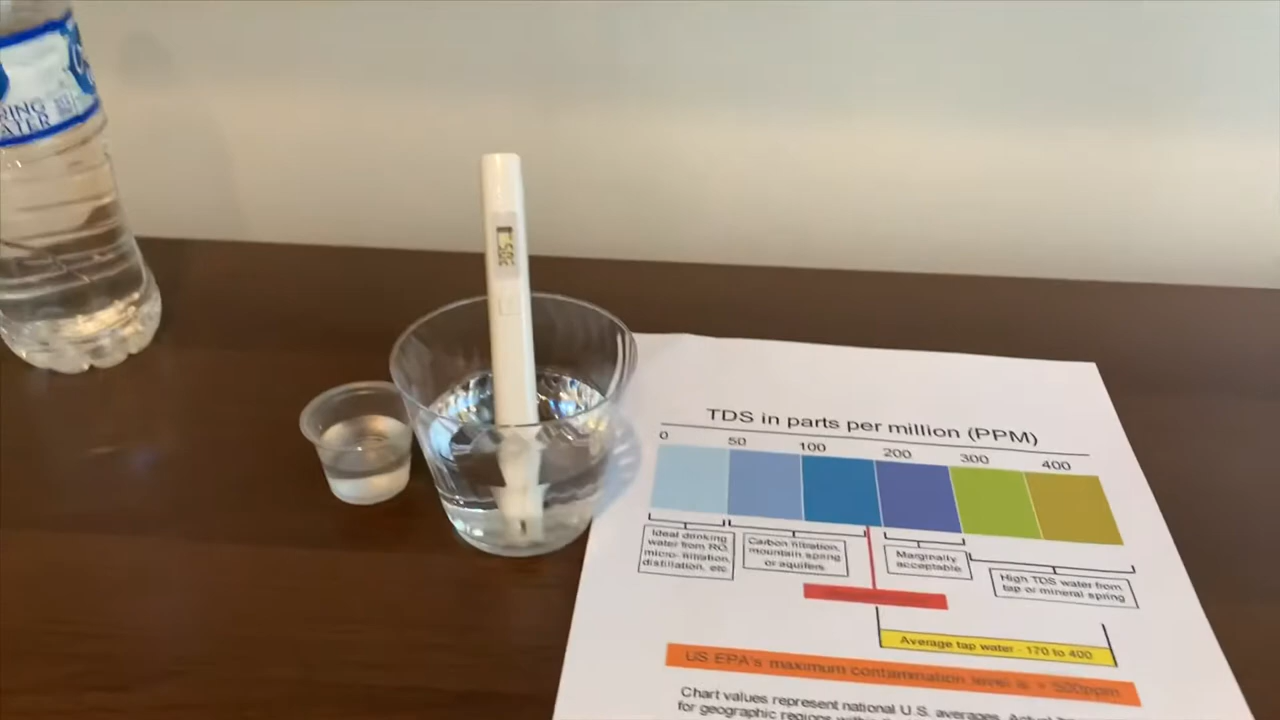 RING
ATER
TDS in parts per million (PPM)
0 50 100 200 300 400
Ideal drinking
water from RO,
micro-filtration,
distillation, etc.
Carbon filtration,
mountain spring
or aquifers.
Marginally
acceptable
High TDS water from
tap or mineral spring
Average tap water - 170 to 400
US EPA's maximum contamination level is + 500ppm
Chart values represent national U.S. averages. Actual
for geographic regions